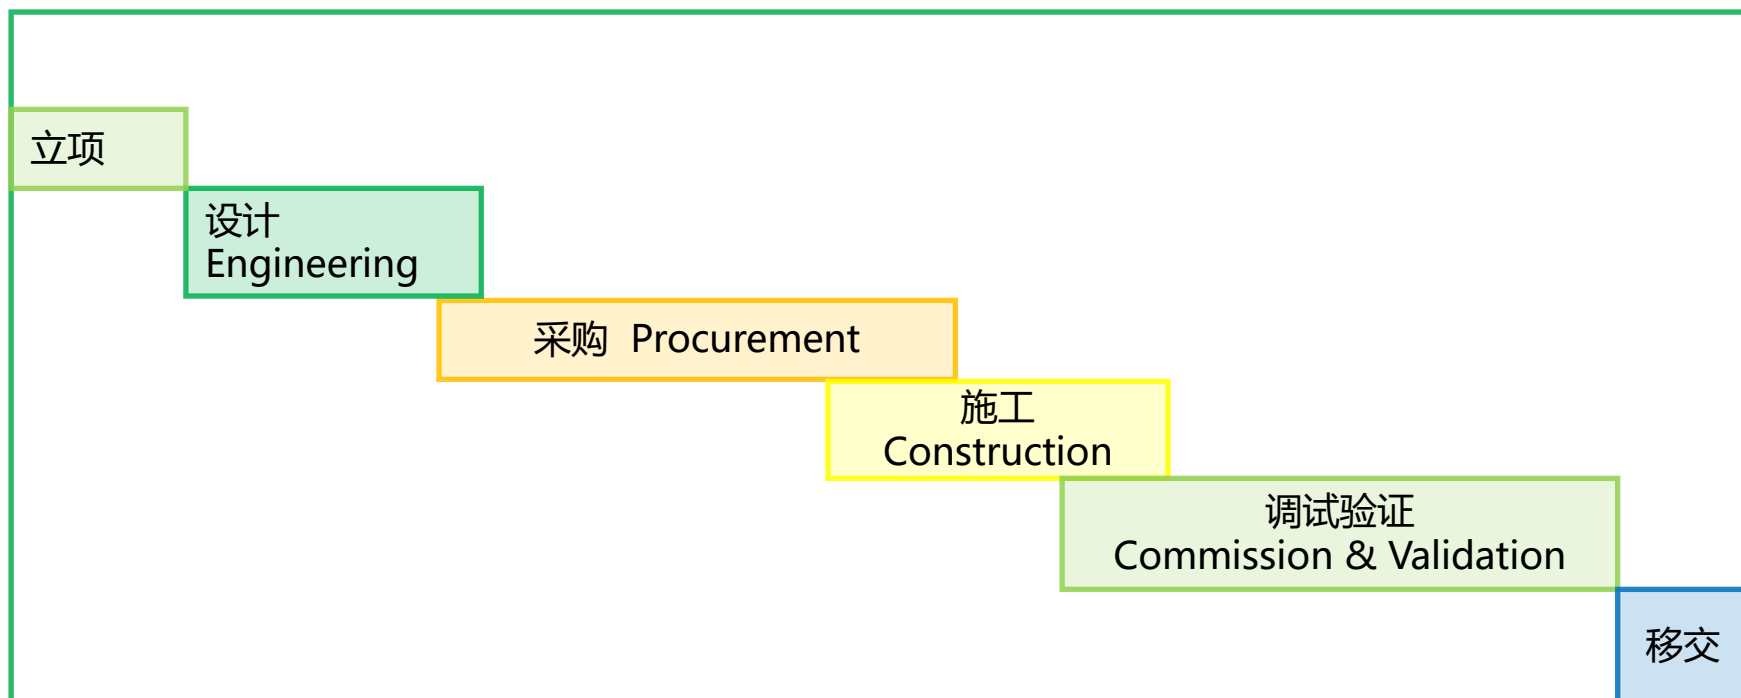 立项
设计
Engineering
采购 Procurement
施工
Construction
调试验证
Commission & Validation
移交